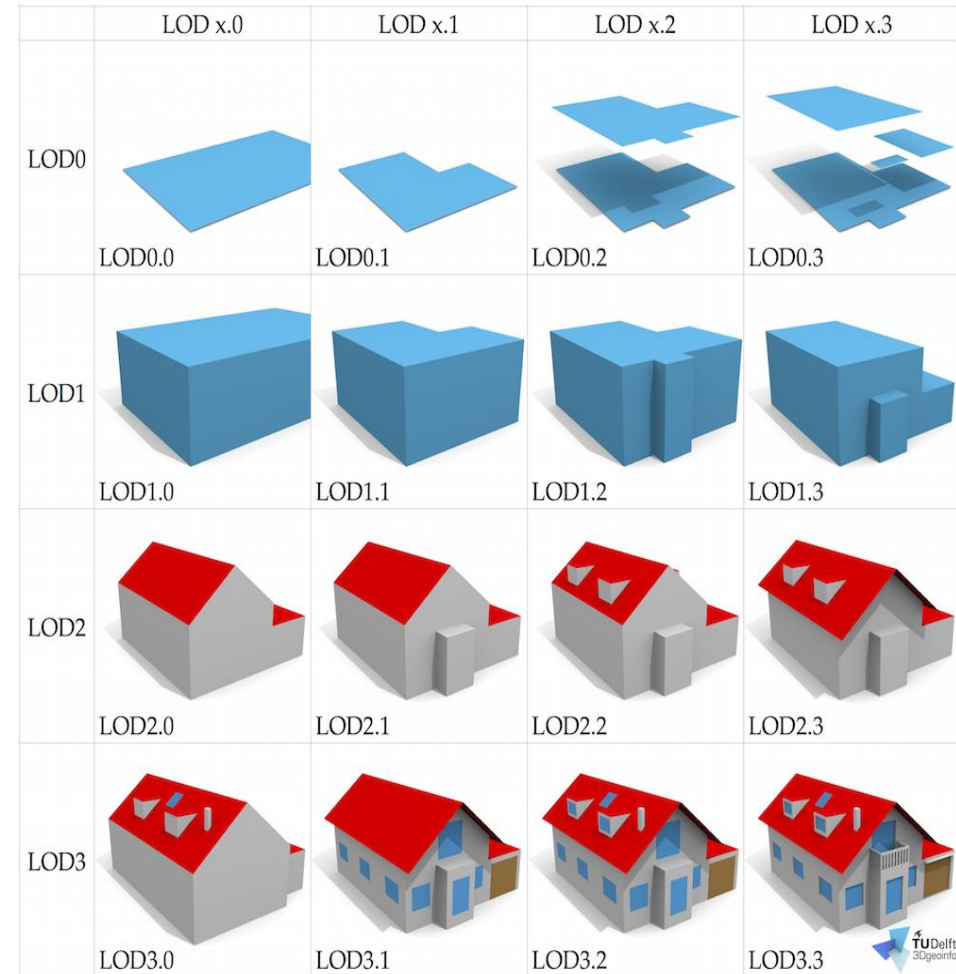 LOD x.0 LOD x.1 LOD x.2 LOD x.3
LOD0
LOD0.0 LOD0.1 LOD0.2 LOD0.3
LOD1
LOD1.0 LOD1.1 LOD1.2 LOD1.3
LOD2
LOD2.0 LOD2.1 LOD2.2 LOD2.3
LOD3
LOD3.0 LOD3.1 LOD3.2 LOD3.3
TUDelft
3Dgeoinfo